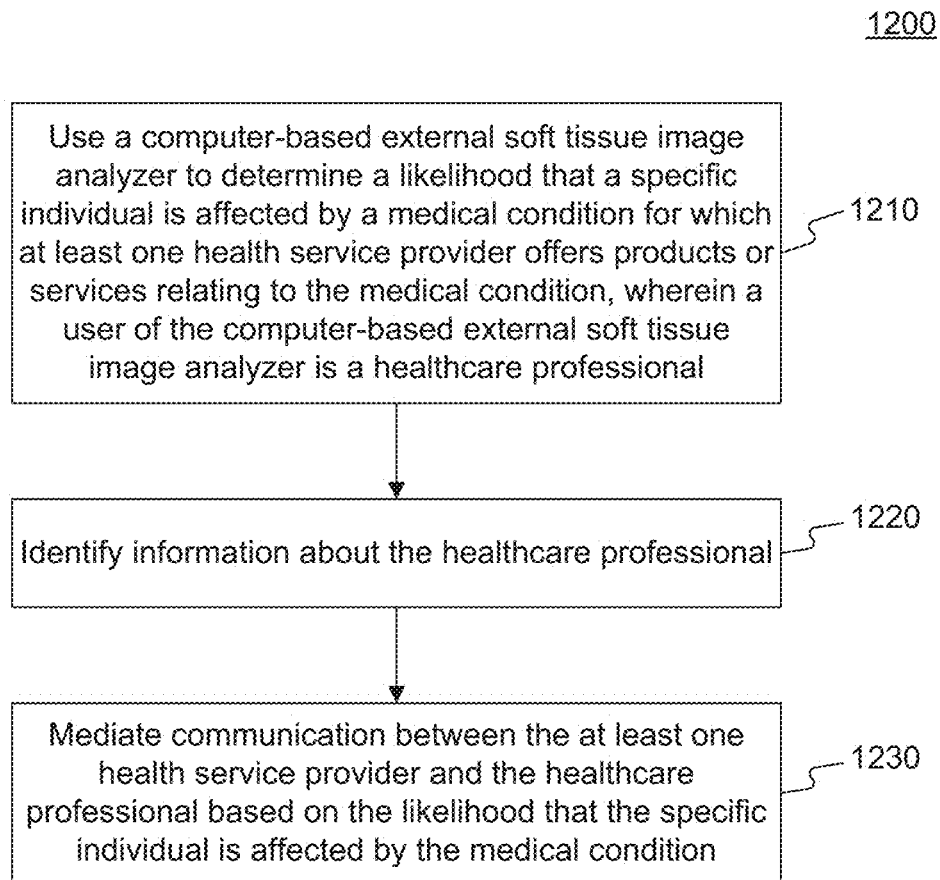 1200
Use a computer-based external soft tissue image
analyzer to determine a likelihood that a specific
individual is affected by a medical condition for which
at least one health service provider offers products or
services relating to the medical condition, wherein a
user of the computer-based external soft tissue
image analyzer is a healthcare professional
1210
Identify information about the healthcare professional
1220
Mediate communication between the at least one
health service provider and the healthcare
professional based on the likelihood that the specific
individual is affected by the medical condition
1230